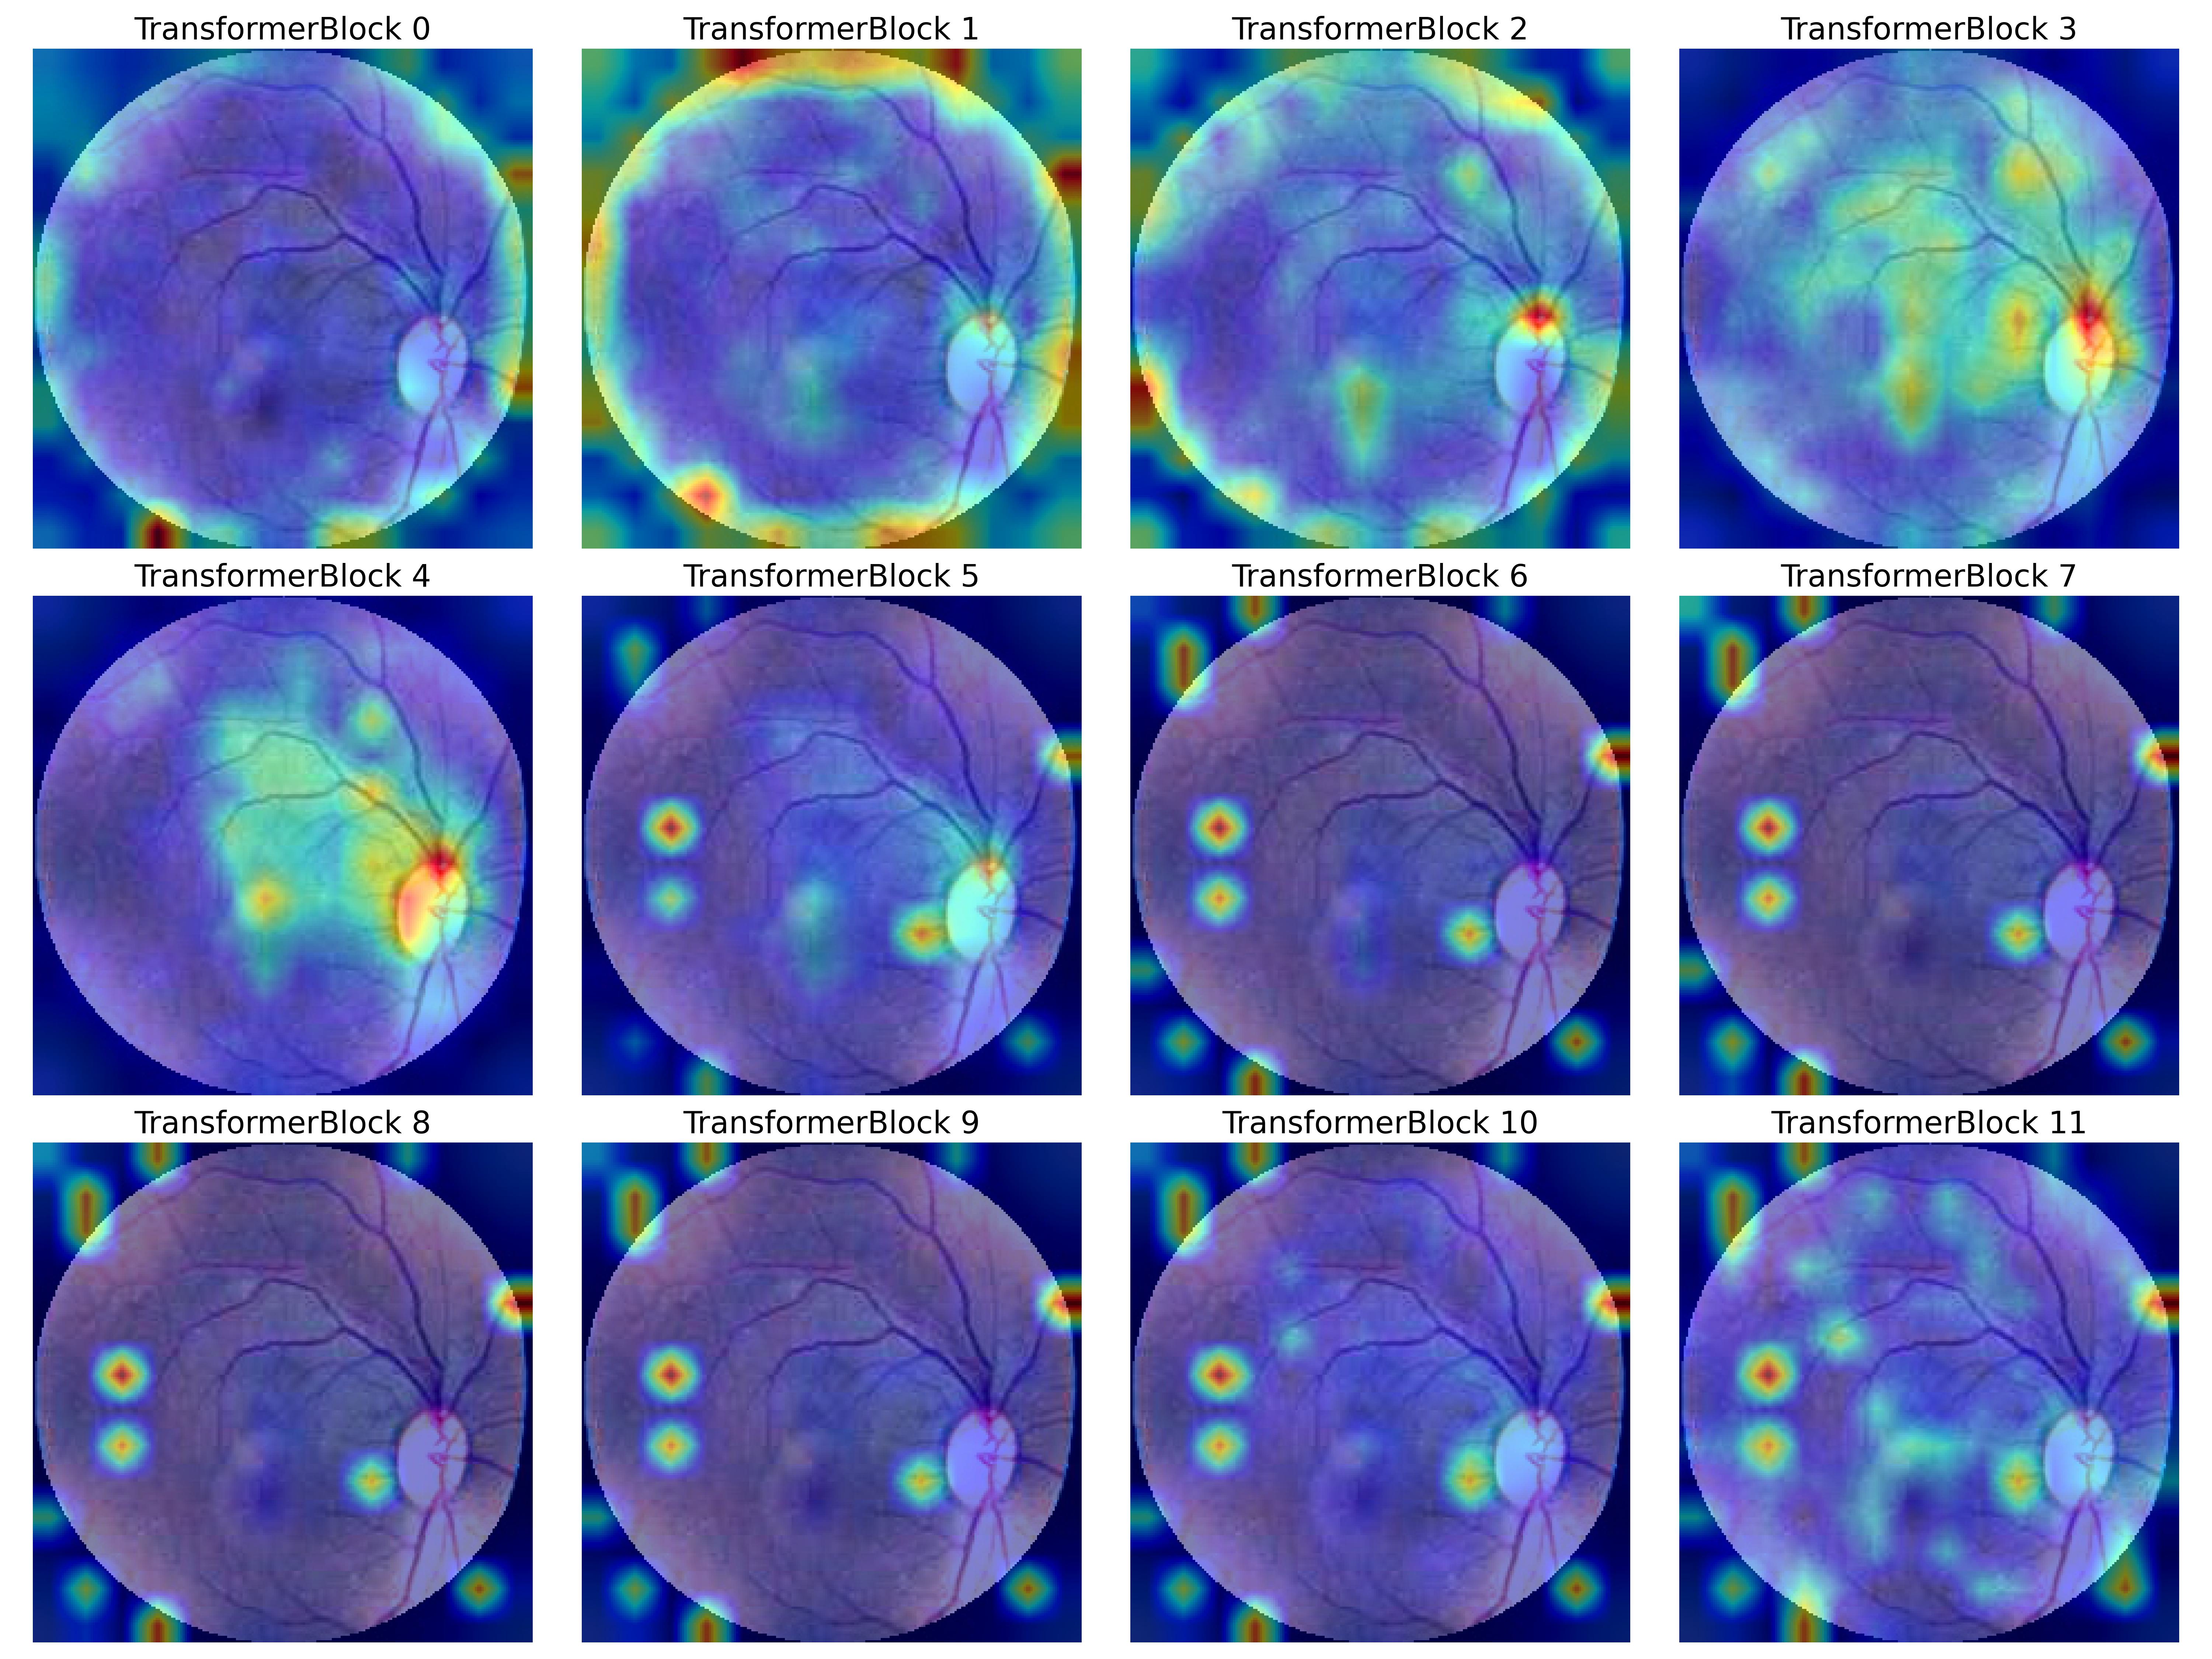 TransformerBlock 0
TransformerBlock 1
TransformerBlock 2
TransformerBlock 3
TransformerBlock 4
TransformerBlock 5
TransformerBlock 6
TransformerBlock 7
TransformerBlock 8
TransformerBlock 9
TransformerBlock 10
TransformerBlock 11